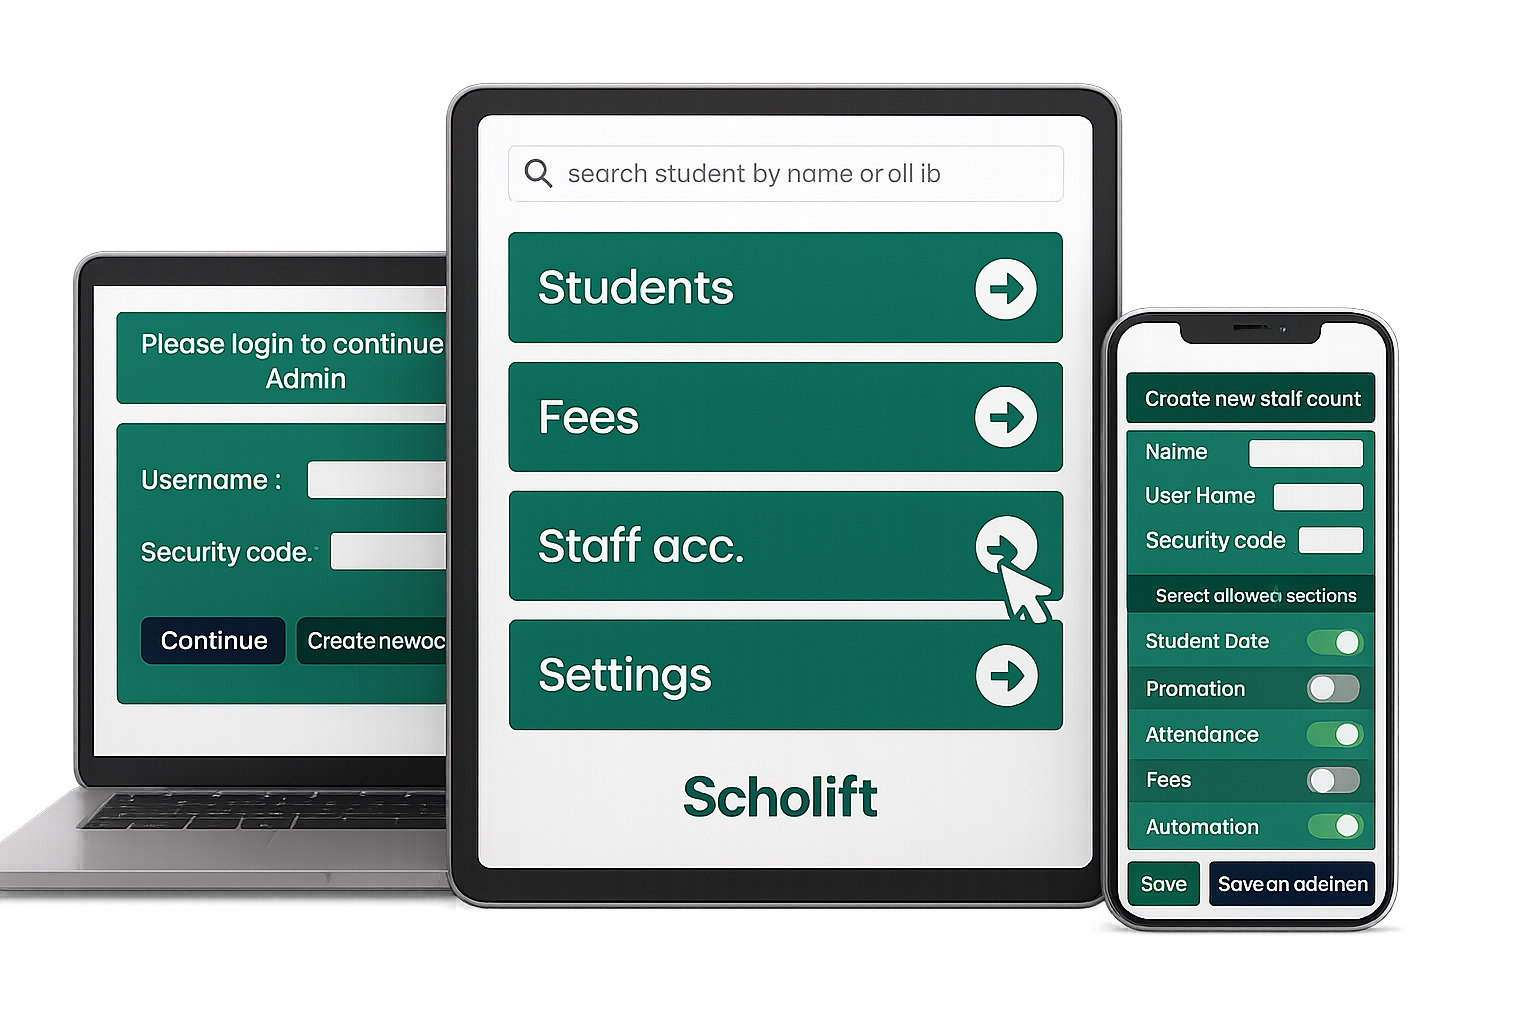 Please login to continue
Admin
Username :
Security code.
Continue
Create newoc
search student by name or oll ib
Students
Fees
Staff acc.
Settings
Scholift
Croate new stalf count
Naime
User Hame
Security code
Serect allowen sections
Student Date
Promation
Attendance
Fees
Automation
Save
Save an adeinen